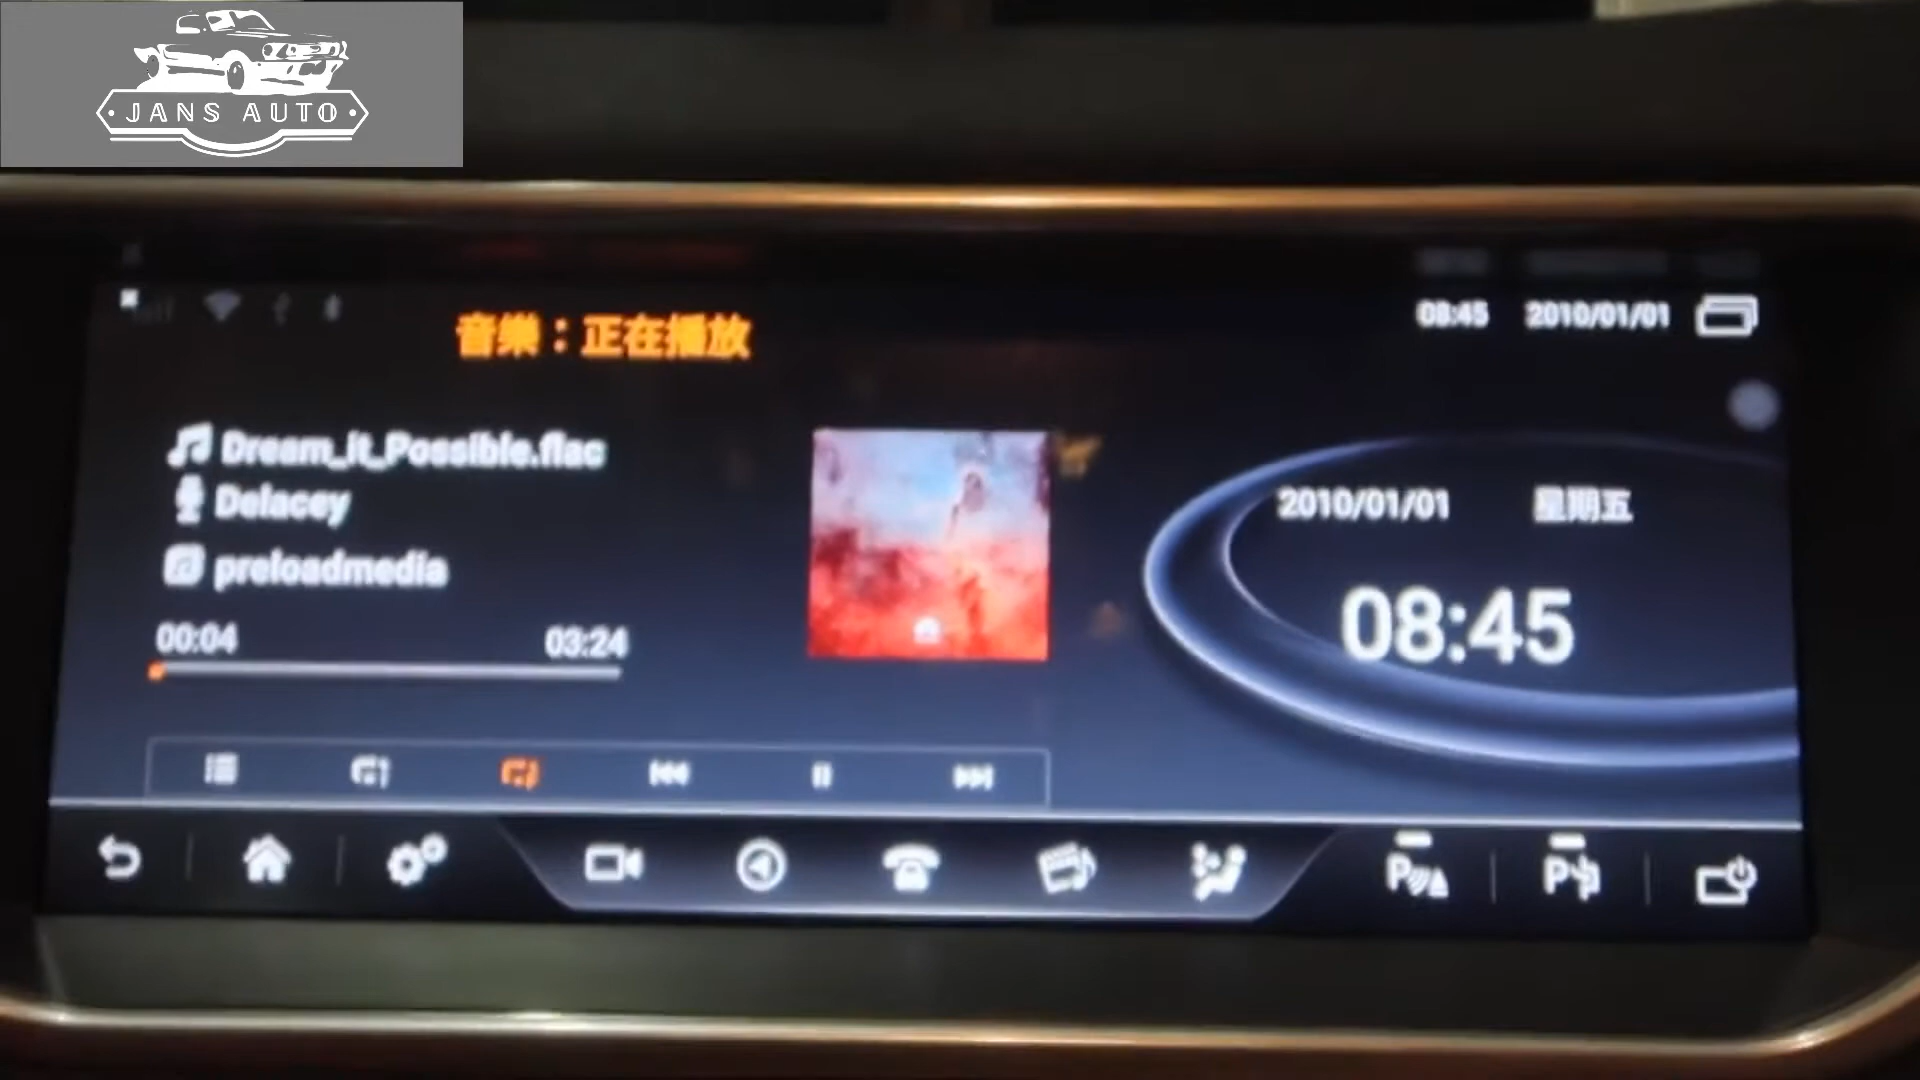 JANS AUTO
08:45 2010/01/01
音樂：正在播放
Dream_It_Possible.flac
Delacey
preloadmedia
00:04 03:24
2010/01/01 星期五
08:45
P P